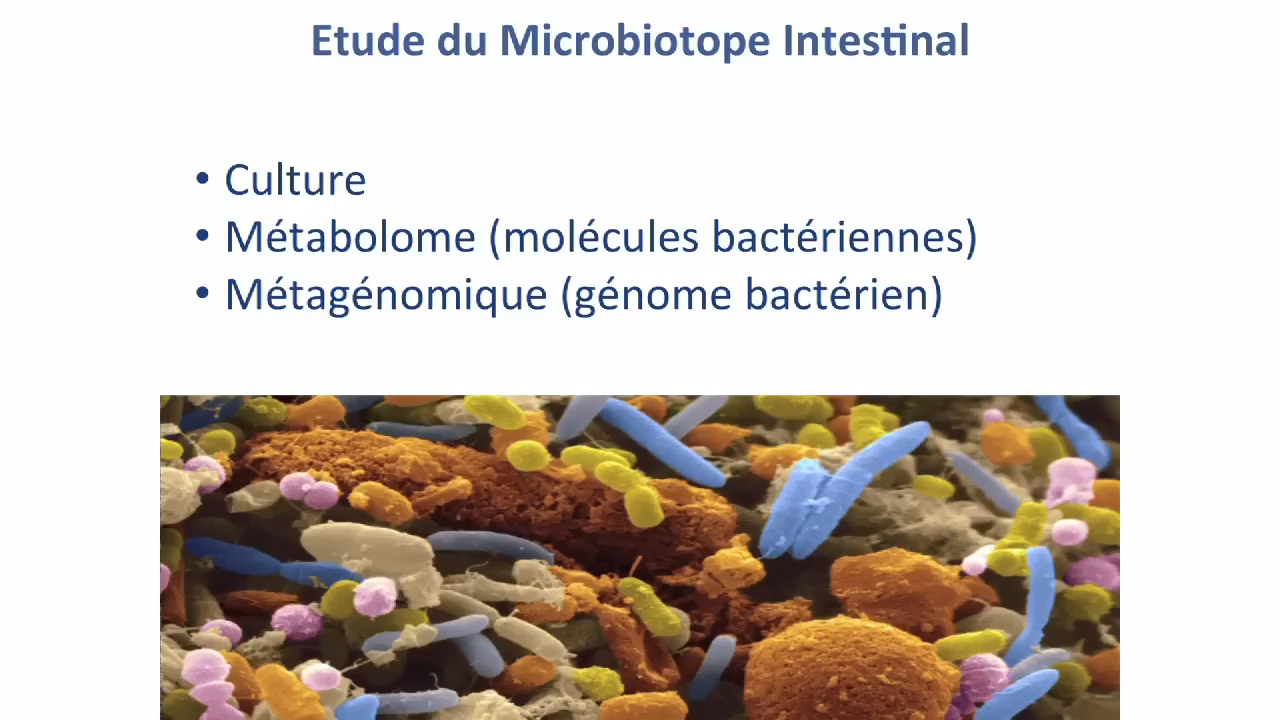 Etude du Microbiotope Intestinal
• Culture
• Métabolome (molécules bactériennes)
• Métagénomique (génome bactérien)